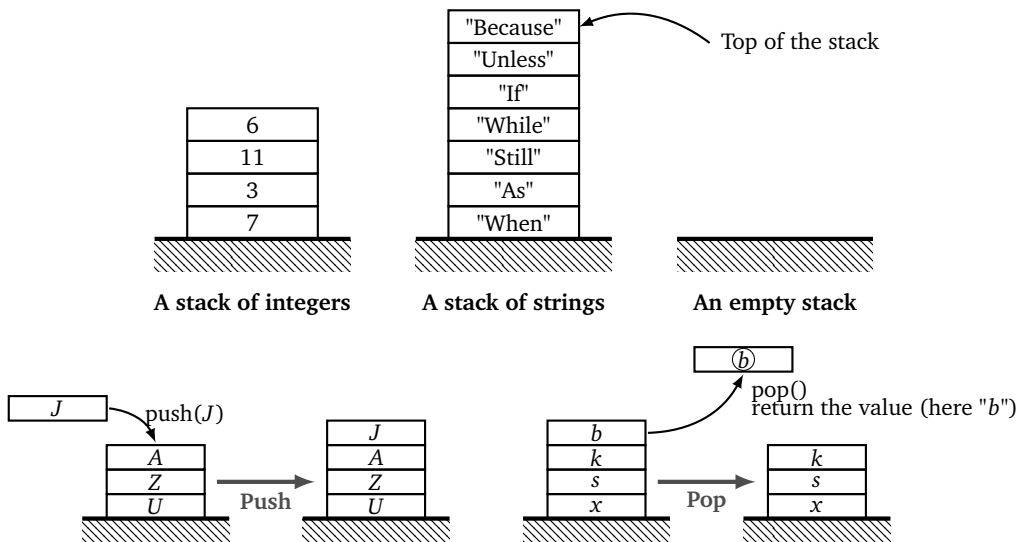 "Because"
Top of the stack
"Unless"
"If"
6
"While"
11
"Still"
3
"As"
7
"When"
A stack of integers
A stack of strings
An empty stack
b
pop()
return the value (here "b")
J
push(J)
A
Z
U
Push
J
A
Z
U
b
k
s
x
Pop
k
s
x